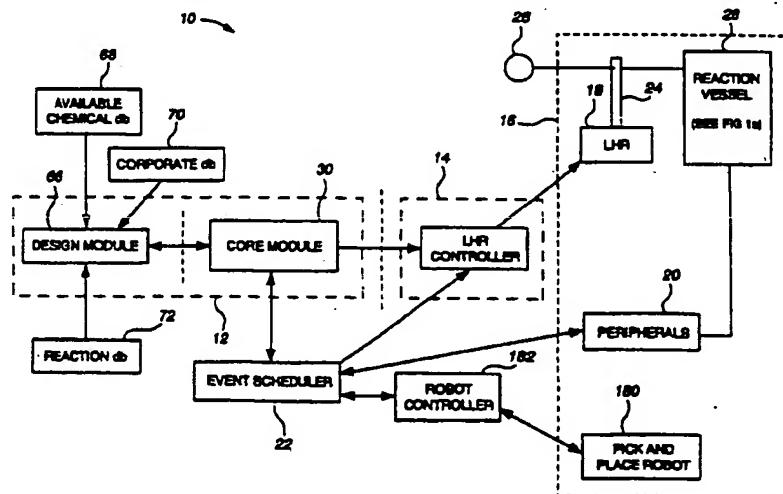 10
68
AVAILABLE
CHEMICAL db
70
CORPORATE db
66
DESIGN MODULE
30
CORE MODULE
14
LHR
CONTROLLER
26
16
18
24
LHR
28
REACTION
VESSEL
(SEE FIG 1a)
12
72
REACTION db
EVENT SCHEDULER
22
182
ROBOT
CONTROLLER
20
PERIPHERALS
180
PICK AND
PLACE ROBOT